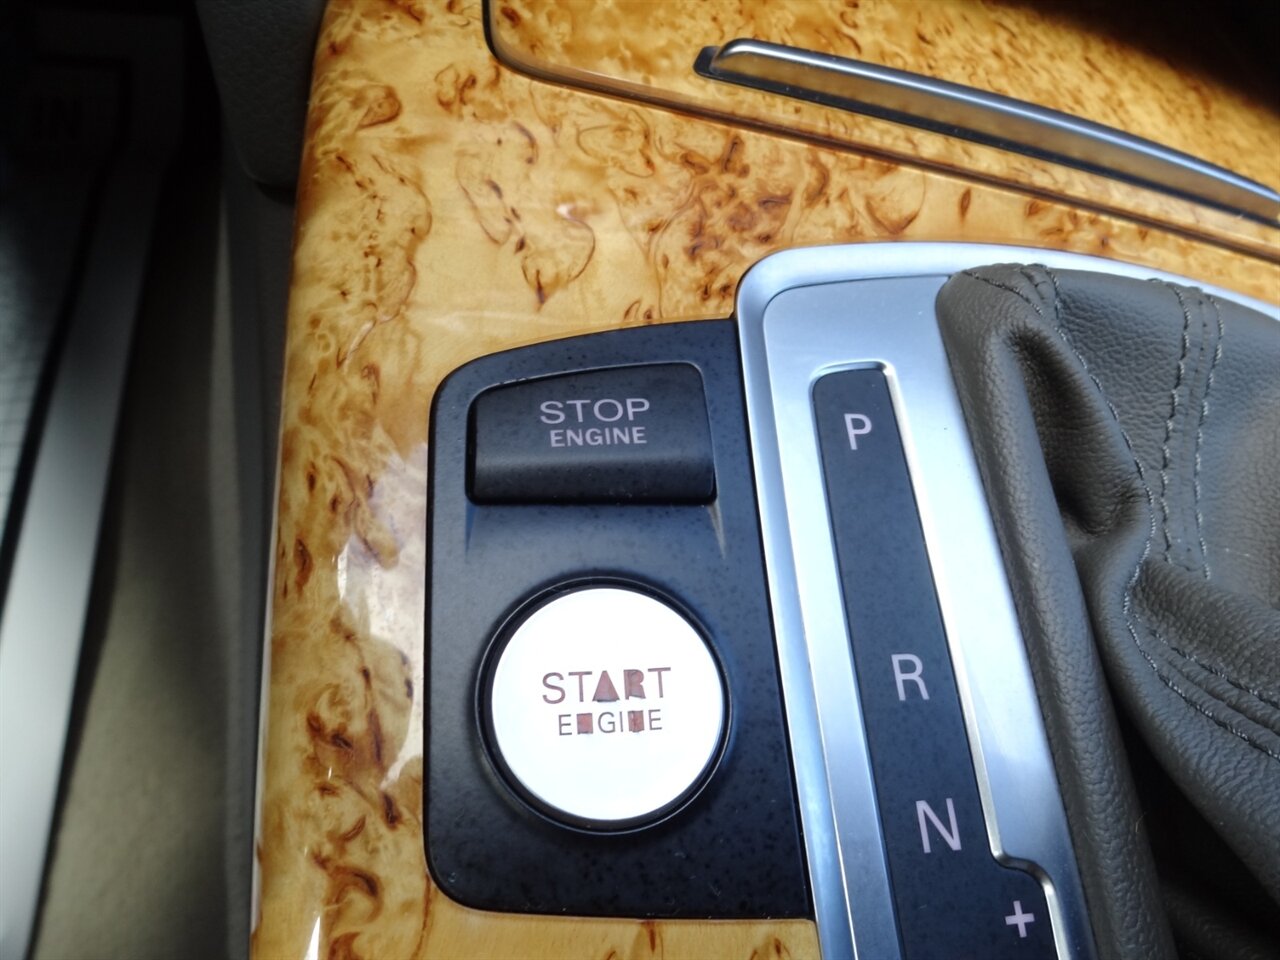 STOP
ENGINE
P
START
ENGINE
R
N
+